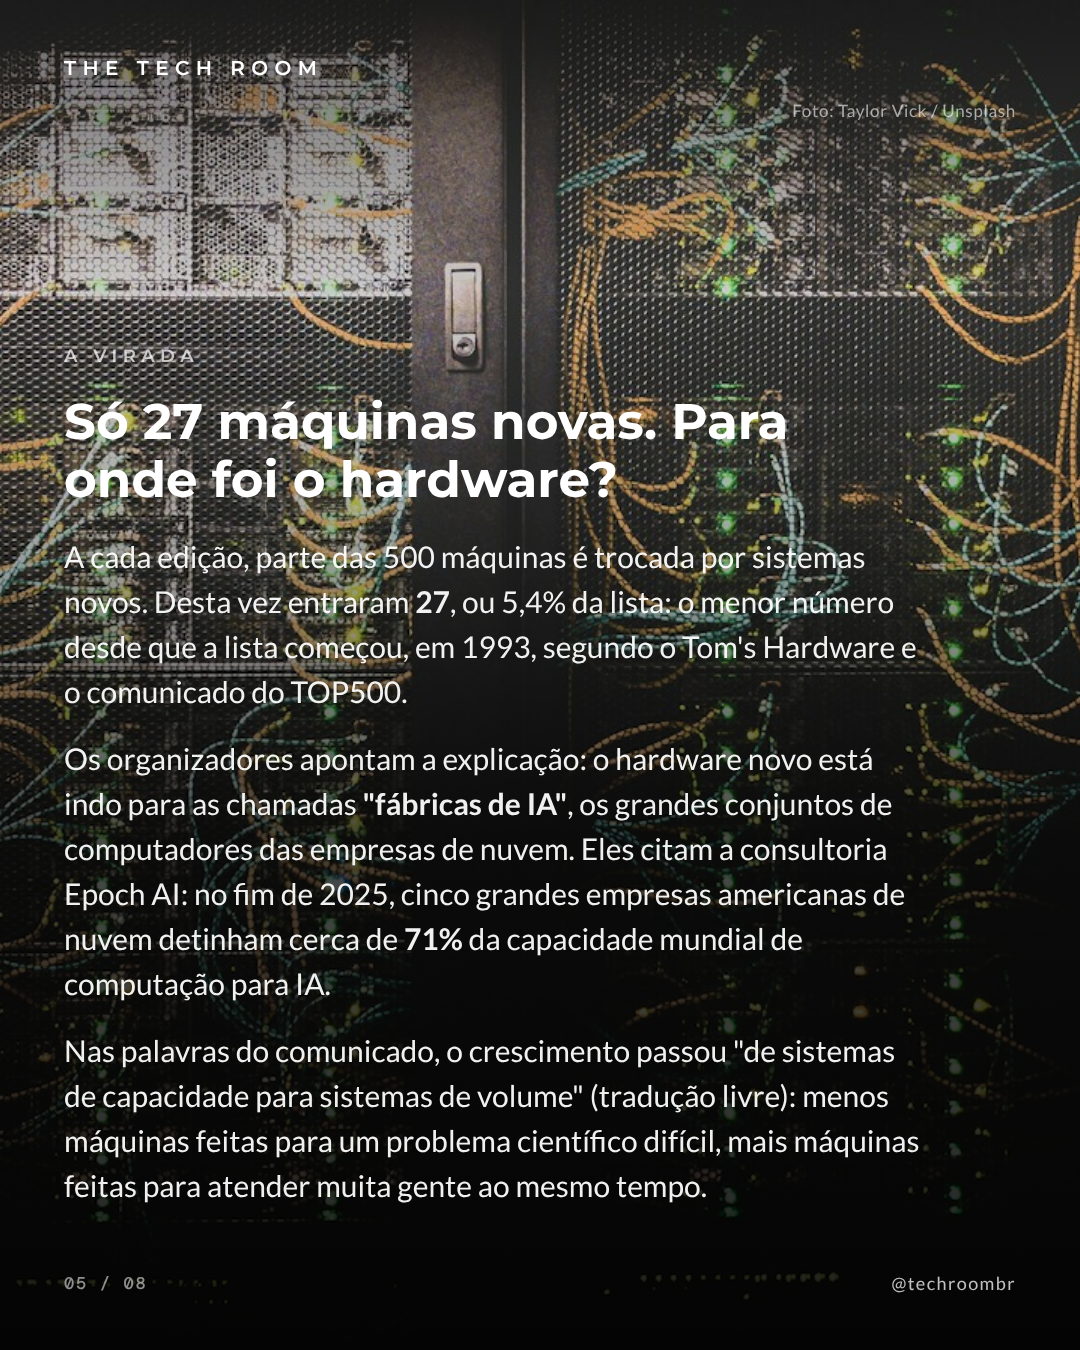 THE TECH ROOM
Foto: Taylor Vick / Unsplash
A VIRADA
Só 27 máquinas novas. Para
onde foi o hardware?
A cada edição, parte das 500 máquinas é trocada por sistemas
novos. Desta vez entraram 27, ou 5,4% da lista: o menor número
desde que a lista começou, em 1993, segundo o Tom's Hardware e
o comunicado do TOP500.
Os organizadores apontam a explicação: o hardware novo está
indo para as chamadas "fábricas de IA", os grandes conjuntos de
computadores das empresas de nuvem. Eles citam a consultoria
Epoch AI: no fim de 2025, cinco grandes empresas americanas de
nuvem detinham cerca de 71% da capacidade mundial de
computação para IA.
Nas palavras do comunicado, o crescimento passou "de sistemas
de capacidade para sistemas de volume" (tradução livre): menos
máquinas feitas para um problema científico difícil, mais máquinas
feitas para atender muita gente ao mesmo tempo.
05 / 08
@techroombr